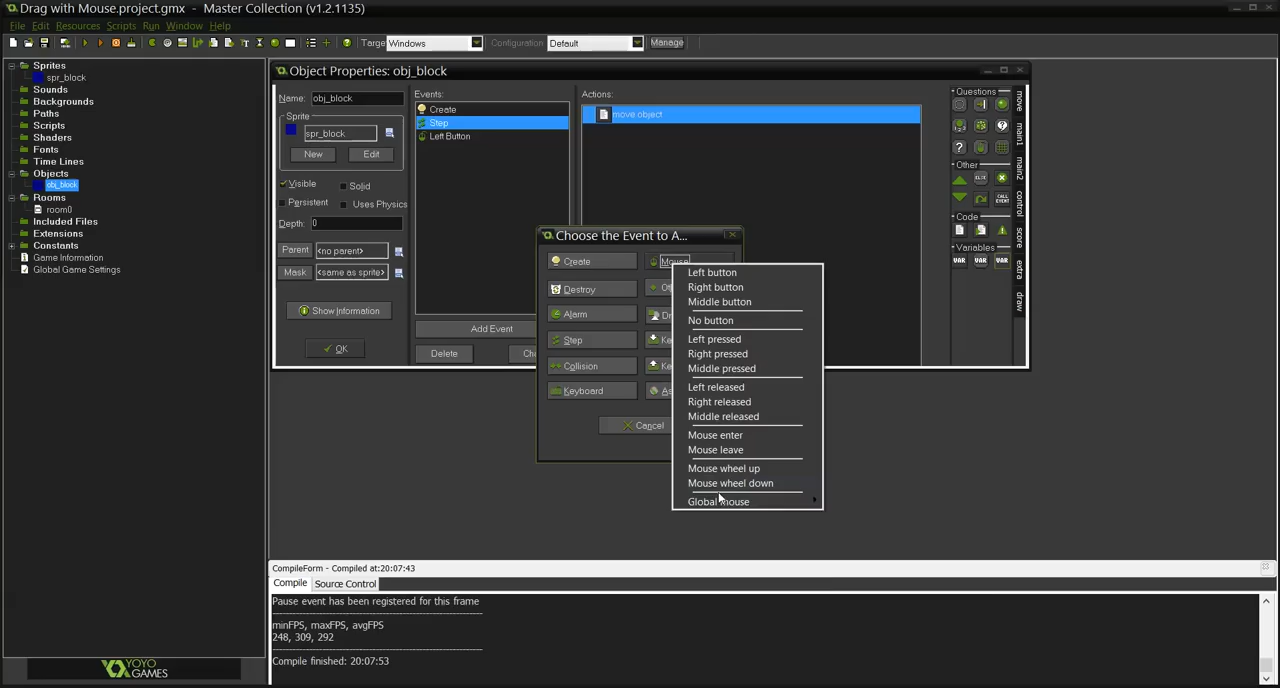 Drag with Mouse.project.gmx - Master Collection (v1.2.1135)
File Edit Resources Scripts Run Window Help
Target Windows Configuration Default Manage
Sprites
spr_block
Sounds
Backgrounds
Paths
Scripts
Shaders
Fonts
Time Lines
Objects
obj_block
Rooms
room0
Included Files
Extensions
Constants
Game Information
Global Game Settings
YOYO
GAMES
Object Properties: obj_block
Name: obj_block
Sprite
spr_block
New Edit
Visible Solid
Persistent Uses Physics
Depth: 0
Parent <no parent>
Mask <same as sprite>
Show Information
OK
Events:
Create
Step
Left Button
Add Event
Delete
Actions:
move object
Questions
Other
ELSE
CALL
EVENT
Code
Variables
VAR VAR VAR
move
main1
main2
control
score
extra
draw
Choose the Event to A...
Create
Destroy
Alarm
Step
Collision
Keyboard
Mouse
Cancel
Left button
Right button
Middle button
No button
Left pressed
Right pressed
Middle pressed
Left released
Right released
Middle released
Mouse enter
Mouse leave
Mouse wheel up
Mouse wheel down
Global mouse
CompileForm - Compiled at:20:07:43
Compile Source Control
Pause event has been registered for this frame
minFPS, maxFPS, avgFPS
248, 309, 292
Compile finished: 20:07:53